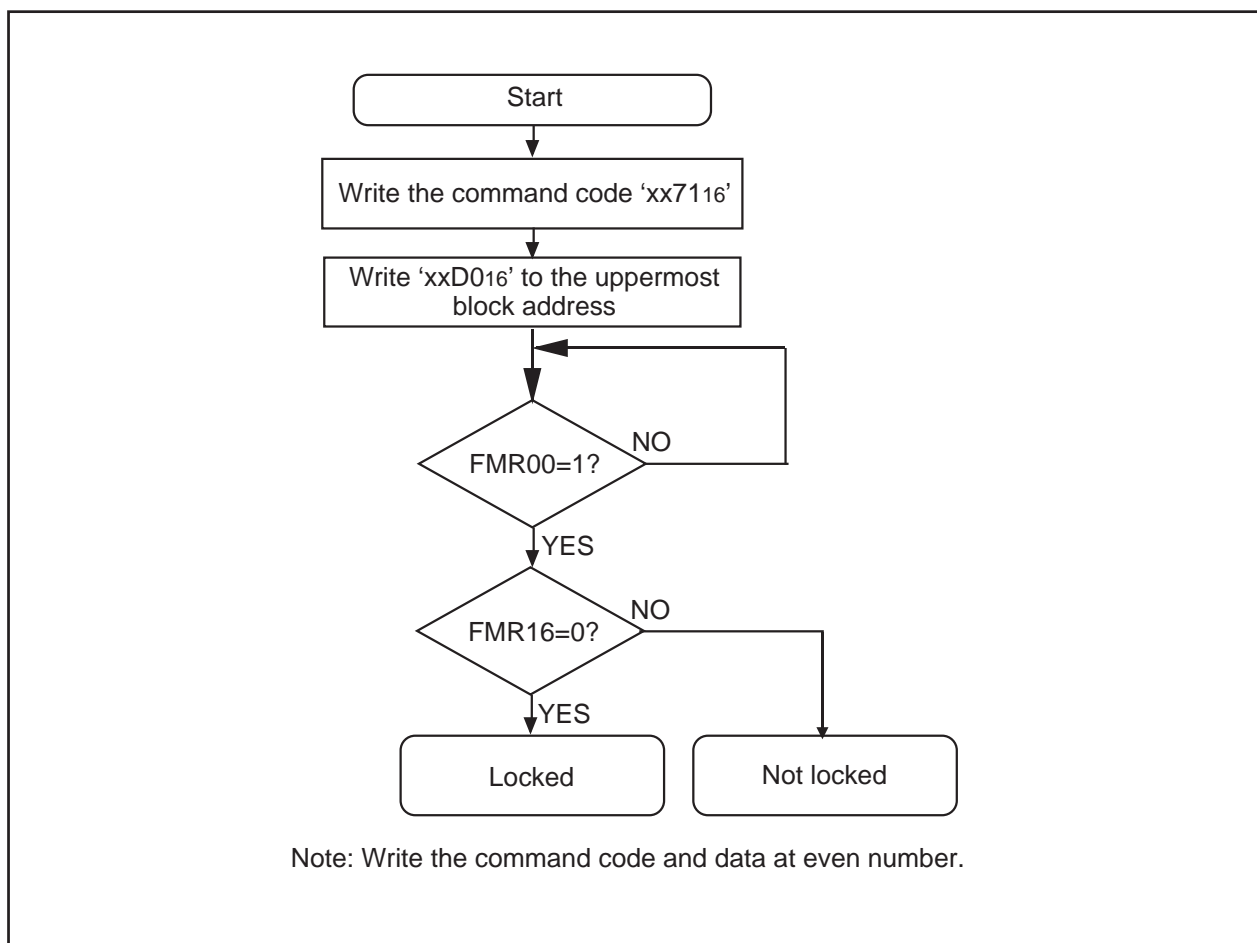 Start
Write the command code ‘xx7116’
Write ‘xxD016’ to the uppermost
block address
NO
FMR00=1?
YES
NO
FMR16=0?
YES
Locked
Not locked
Note: Write the command code and data at even number.